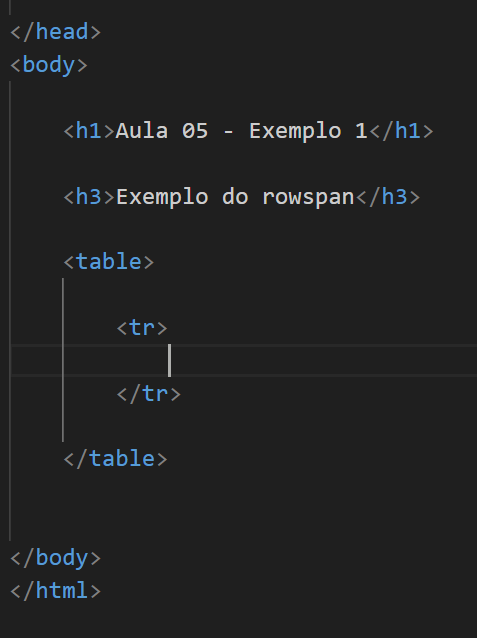 </head>
<body>
<h1>Aula 05 - Exemplo 1</h1>
<h3>Exemplo do rowspan</h3>
<table>
<tr>
</tr>
</table>
</body>
</html>